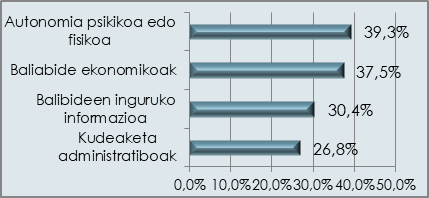 Autonomia psikikoa edo
fisikoa
39,3%
Baliabide ekonomikoak
37,5%
Balibideen inguruko
informazioa
30,4%
Kudeaketa
administratiboak
26,8%
0,0% 10,0% 20,0% 30,0% 40,0% 50,0%